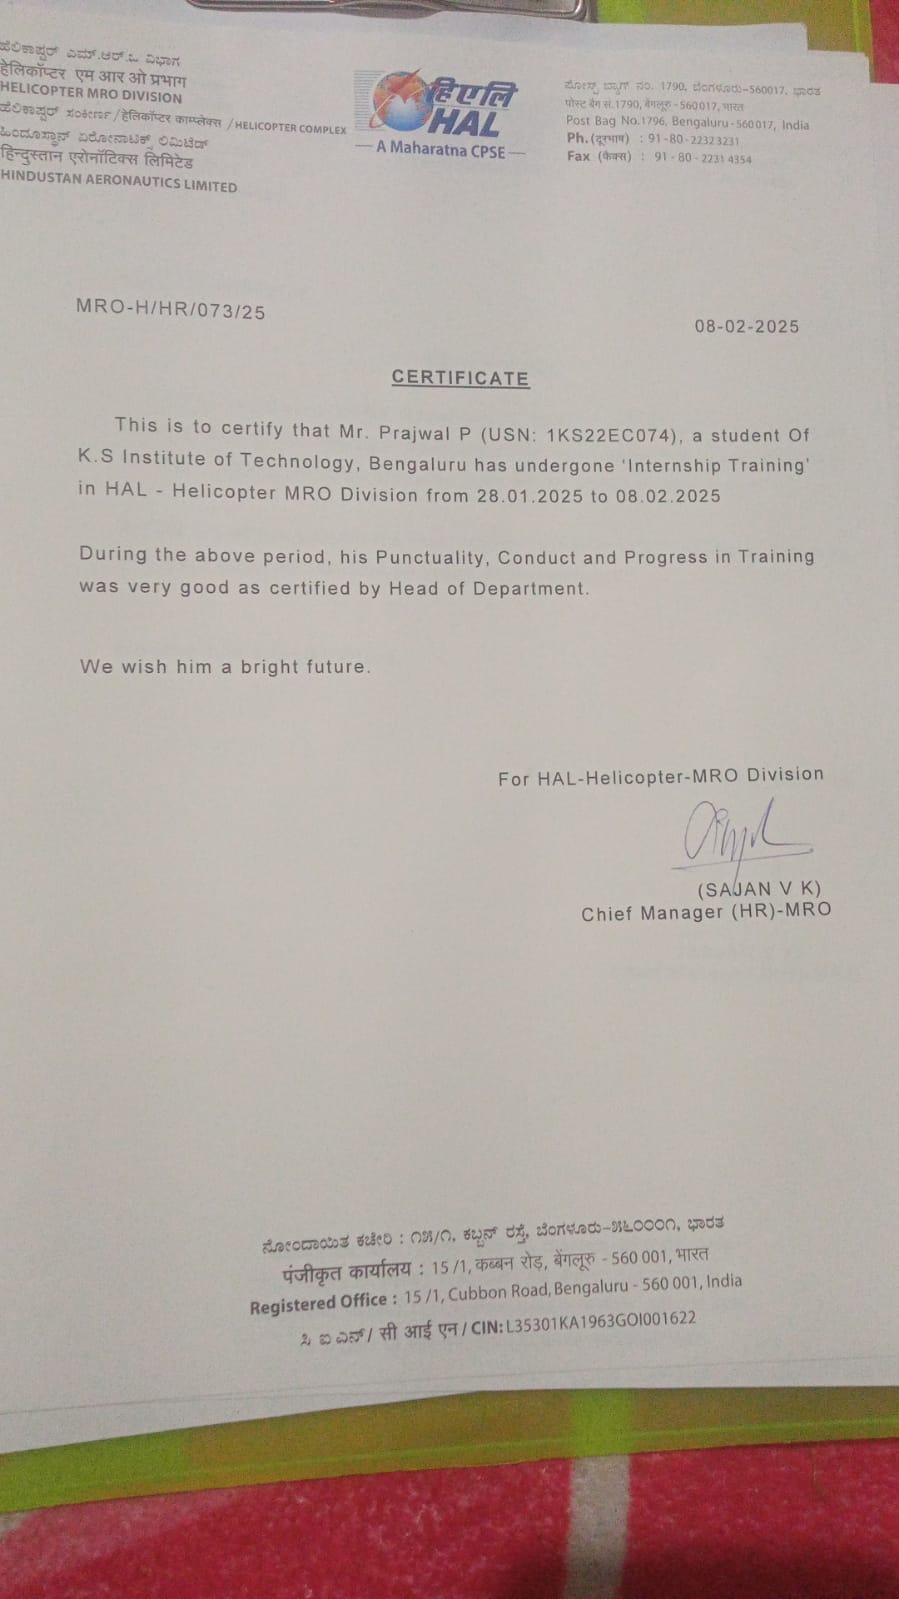 ಹೆಲಿಕಾಪ್ಟರ್ ಎಮ್.ಆರ್.ಓ ವಿಭಾಗ
हेलिकॉप्टर एम आर ओ प्रभाग
HELICOPTER MRO DIVISION
ಹೆಲಿಕಾಪ್ಟರ್ ಸಂಕೀರ್ಣ / हेलिकॉप्टर काम्प्लेक्स / HELICOPTER COMPLEX
ಹಿಂದೂಸ್ಥಾನ್ ಏರೋನಾಟಿಕ್ಸ್ ಲಿಮಿಟೆಡ್
हिन्दुस्तान एरोनॉटिक्स लिमिटेड
HINDUSTAN AERONAUTICS LIMITED
हिएलि
HAL
A Maharatna CPSE
ಪೋಸ್ಟ್ ಬ್ಯಾಗ್ ನಂ. 1790, ಬೆಂಗಳೂರು-560017, ಭಾರತ
पोस्ट बैग सं.1790, बेंगलूरु - 560017, भारत
Post Bag No.1796, Bengaluru - 560017, India
Ph. (दूरभाष) : 91 - 80 - 2232 3231
Fax (फैक्स) : 91 - 80 - 2231 4354
MRO-H/HR/073/25
08-02-2025
CERTIFICATE
This is to certify that Mr. Prajwal P (USN: 1KS22EC074), a student Of
K.S Institute of Technology, Bengaluru has undergone ‘Internship Training’
in HAL - Helicopter MRO Division from 28.01.2025 to 08.02.2025
During the above period, his Punctuality, Conduct and Progress in Training
was very good as certified by Head of Department.
We wish him a bright future.
For HAL-Helicopter-MRO Division
(SAJAN V K)
Chief Manager (HR)-MRO
ನೋಂದಾಯಿತ ಕಚೇರಿ : ೧೫/೧, ಕಬ್ಬನ್ ರಸ್ತೆ, ಬೆಂಗಳೂರು-೫೬೦೦೦೧, ಭಾರತ
पंजीकृत कार्यालय : 15 /1, कब्बन रोड़, बेंगलूरु - 560 001, भारत
Registered Office : 15 /1, Cubbon Road, Bengaluru - 560 001, India
ಸಿ ಐ ಎನ್ / सी आई एन / CIN: L35301KA1963GOI001622